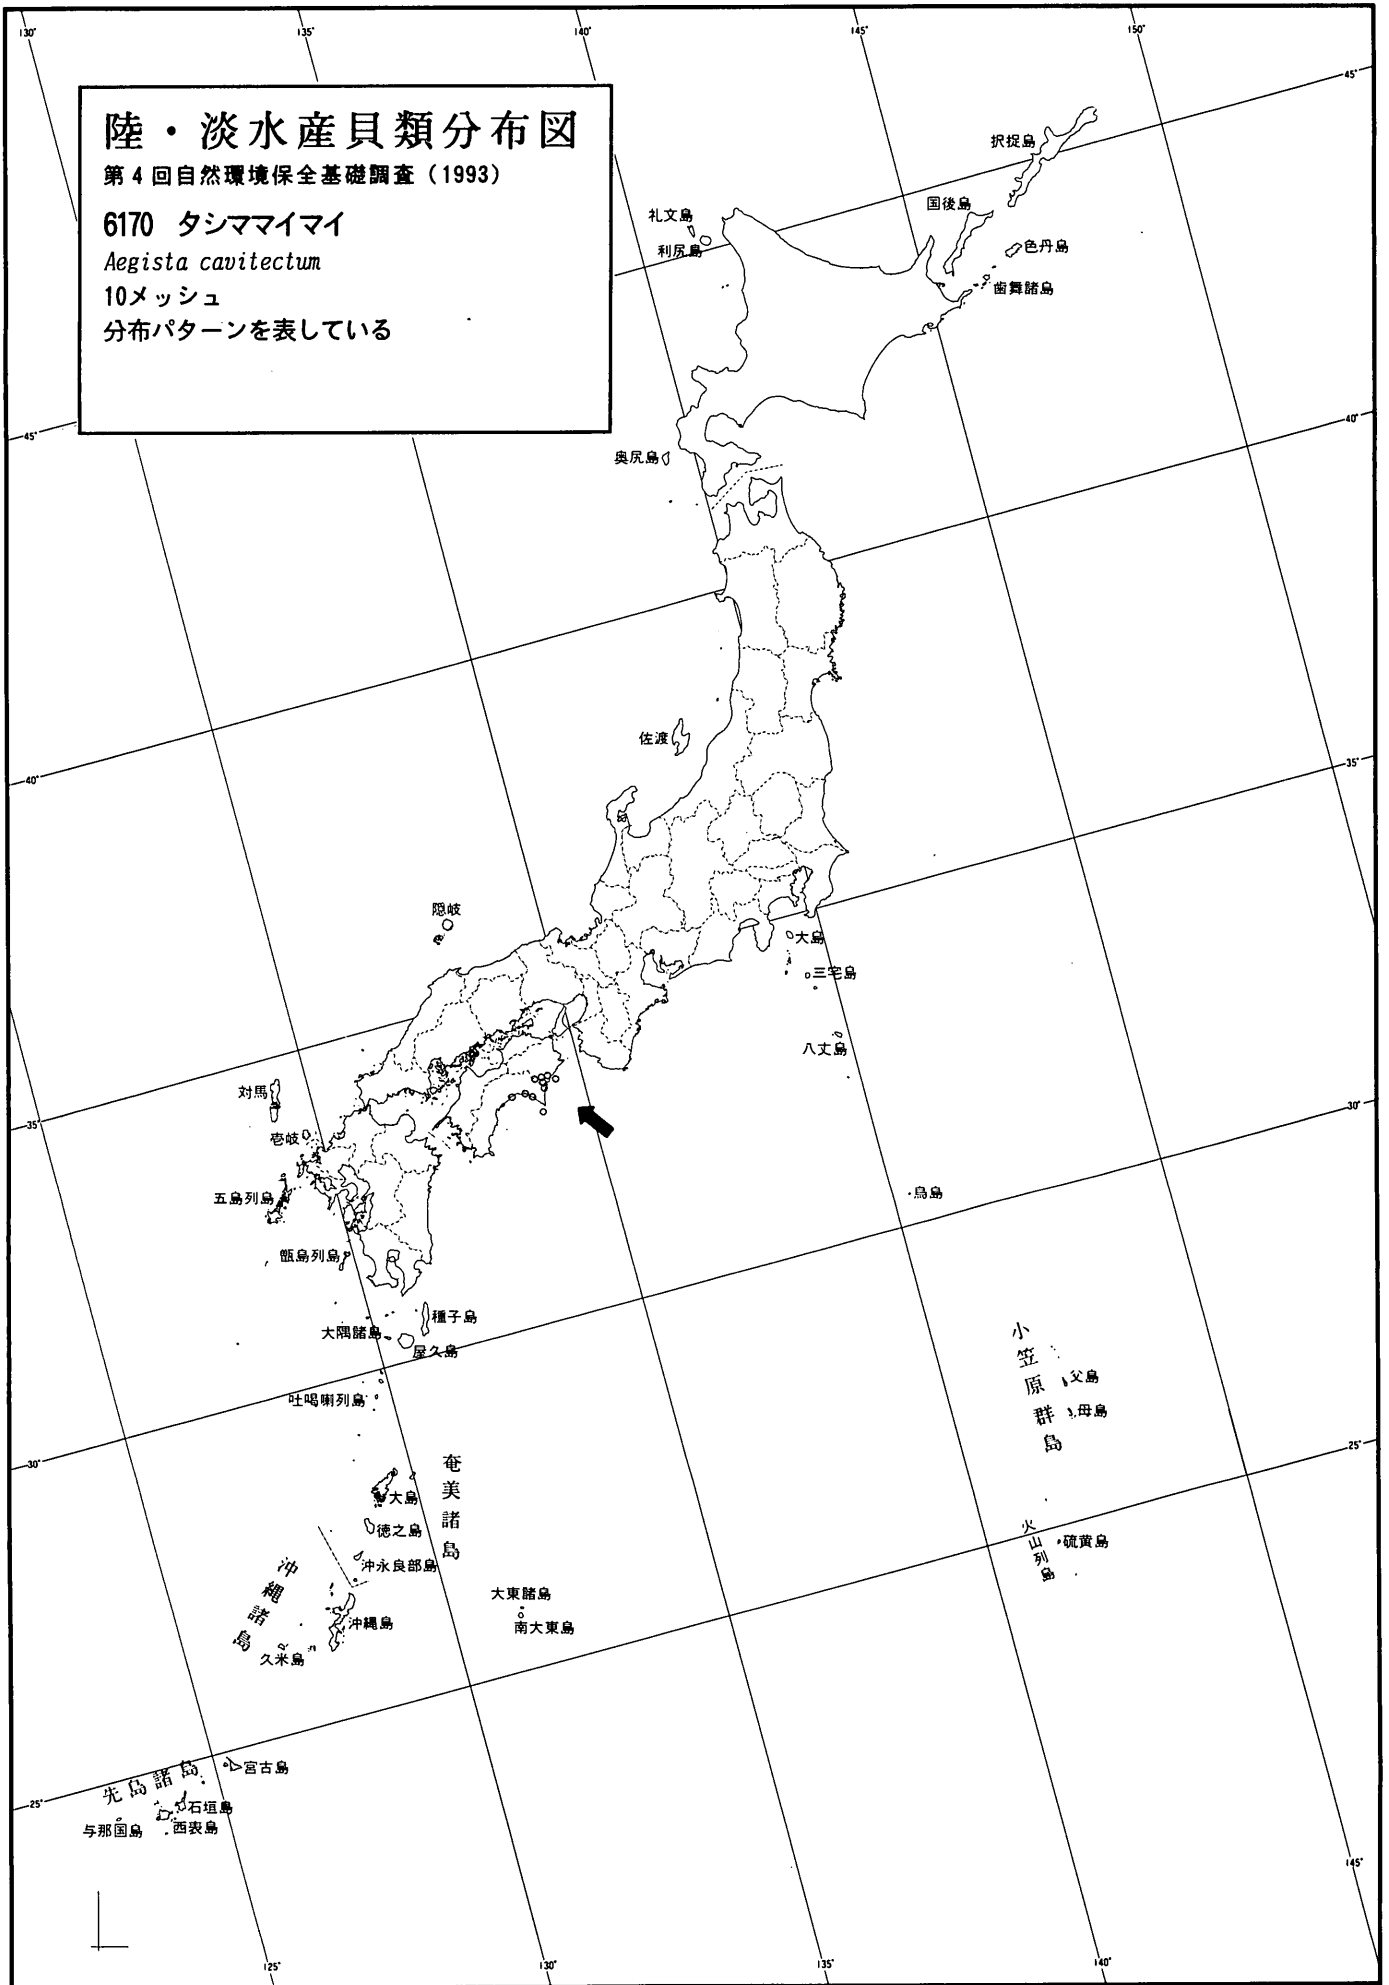 130°
135°
140°
145°
150°
陸・淡水産貝類分布図
第4回自然環境保全基礎調査（1993）
6170 タシママイマイ
Aegista cavitectum
10メッシュ
分布パターンを表している
45°
択捉島
国後島
礼文島
利尻島
色丹島
歯舞諸島
40°
45°
奥尻島
佐渡
35°
40°
隠岐
大島
三宅島
八丈島
対馬
35°
壱岐
30°
五島列島
鳥島
甑島列島
種子島
大隅諸島
屋久島
吐噶喇列島
小笠原群島
父島
母島
25°
30°
奄美諸島
大島
徳之島
沖永良部島
火山列島
硫黄島
沖縄諸島
大東諸島
南大東島
沖縄島
久米島
先島諸島
宮古島
石垣島
西表島
与那国島
25°
145°
125°
130°
135°
140°